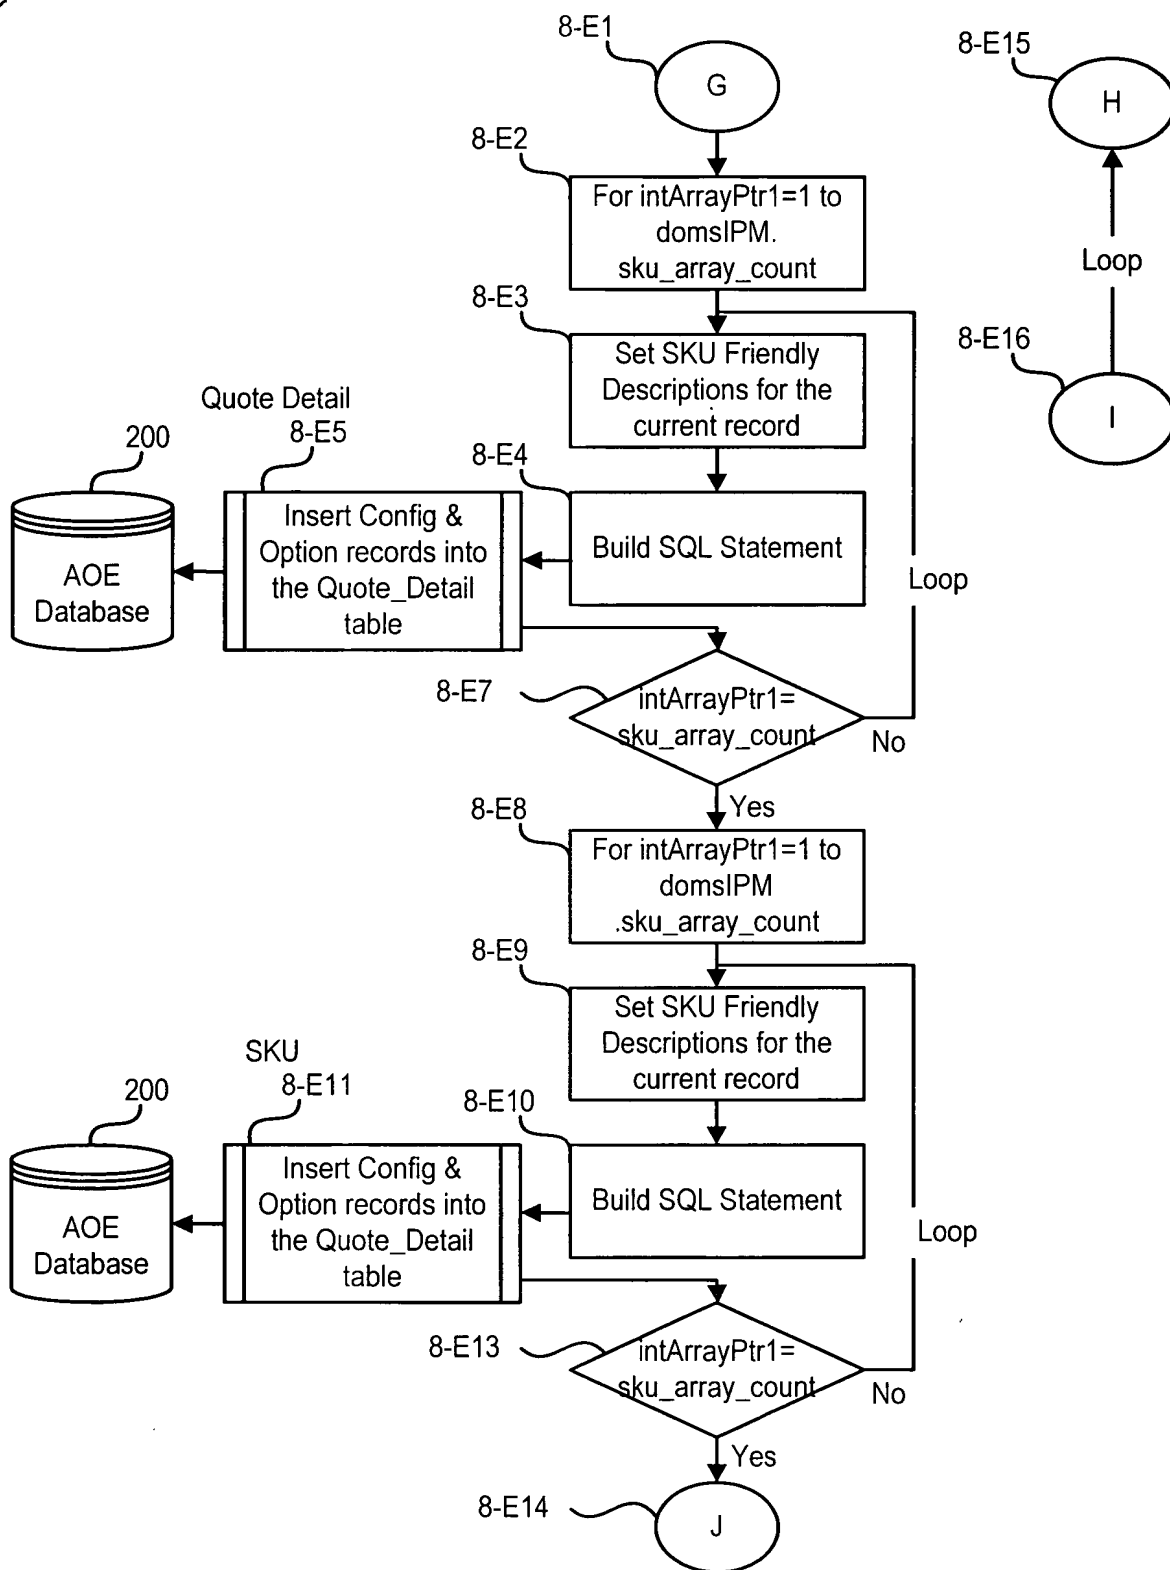 8-E1
G
8-E15
H
8-E2
For intArrayPtr1=1 to
domsIPM.
sku_array_count
Loop
8-E3
Set SKU Friendly
Descriptions for the
current record
8-E16
I
Quote Detail
8-E5
200
8-E4
AOE
Database
Insert Config &
Option records into
the Quote_Detail
table
Build SQL Statement
Loop
8-E7
intArrayPtr1=
sku_array_count
No
Yes
8-E8
For intArrayPtr1=1 to
domsIPM
.sku_array_count
8-E9
Set SKU Friendly
Descriptions for the
current record
SKU
8-E11
200
8-E10
AOE
Database
Insert Config &
Option records into
the Quote_Detail
table
Build SQL Statement
Loop
8-E13
intArrayPtr1=
sku_array_count
No
Yes
8-E14
J